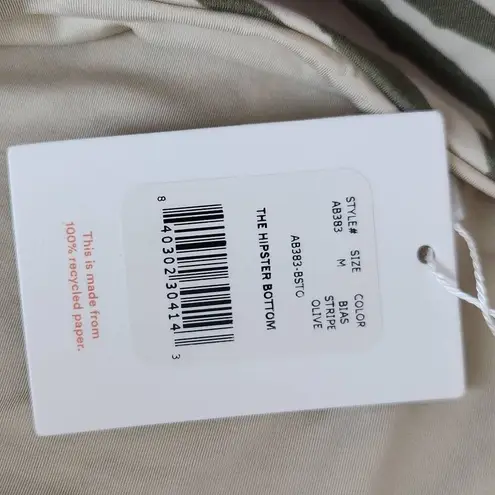 STYLE# SIZE COLOR
AB383 M BIAS
STRIPE
OLIVE
AB383-BSTO
THE HIPSTER BOTTOM
8 40302 30414 3
This is made from
100% recycled paper.